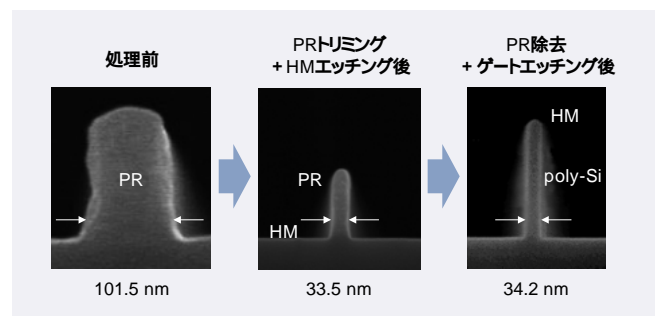 処理前
PRトリミング
+ HMエッチング後
PR除去
+ ゲートエッチング後
PR
PR
HM
HM
poly-Si
101.5 nm
33.5 nm
34.2 nm